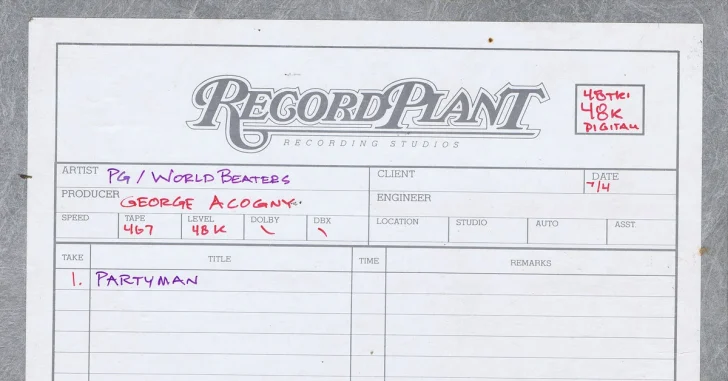 RECORD PLANT
RECORDING STUDIOS
48TK:
48K
DIGITAL
ARTIST PG / WORLD BEATERS
CLIENT
DATE 7/4
PRODUCER GEORGE ACOGNY
ENGINEER
SPEED
TAPE 467
LEVEL 48K
DOLBY \
DBX \
LOCATION
STUDIO
AUTO
ASST
TAKE
TITLE
TIME
REMARKS
1. PARTYMAN